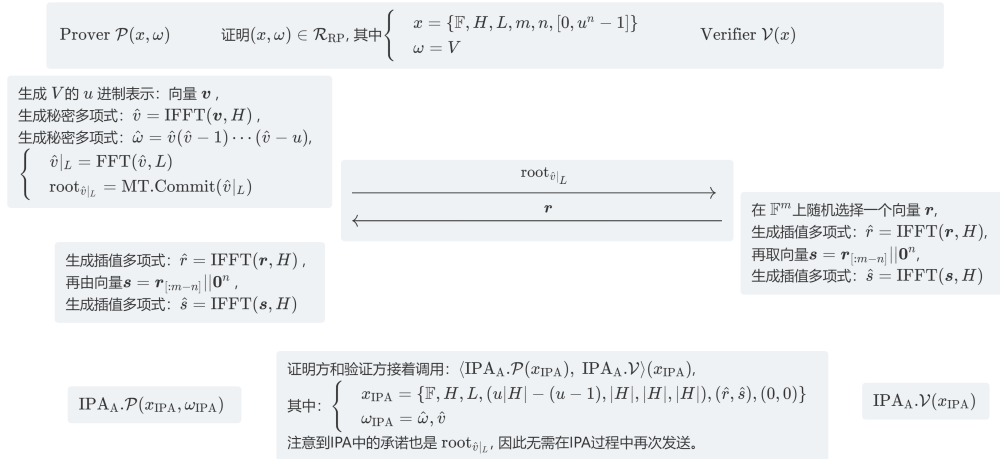 Prover 𝒫(x, ω) 证明(x, ω) ∈ ℛ_RP, 其中{ x = {𝔽, H, L, m, n, [0, uⁿ − 1]} Verifier 𝒱(x)
ω = V
生成 V的 u 进制表示：向量 v，
生成秘密多项式：v̂ = IFFT(v, H)，
生成秘密多项式：ω̂ = v̂(v̂ − 1) ⋯ (v̂ − u),
{ v̂|_L = FFT(v̂, L)
root_{v̂|_L} = MT.Commit(v̂|_L)
root_{v̂|_L}
r
在 𝔽^m上随机选择一个向量 r,
生成插值多项式：r̂ = IFFT(r, H),
再取向量s = r_{[:m−n]}||0ⁿ,
生成插值多项式：ŝ = IFFT(s, H)
生成插值多项式：r̂ = IFFT(r, H)，
再由向量s = r_{[:m−n]}||0ⁿ，
生成插值多项式：ŝ = IFFT(s, H)
证明方和验证方接着调用：⟨IPA_A.𝒫(x_IPA), IPA_A.𝒱⟩(x_IPA),
其中：{ x_IPA = {𝔽, H, L, (u|H| − (u − 1), |H|, |H|, |H|), (r̂, ŝ), (0, 0)}
ω_IPA = ω̂, v̂
注意到IPA中的承诺也是 root_{v̂|_L}, 因此无需在IPA过程中再次发送。
IPA_A.𝒫(x_IPA, ω_IPA)
IPA_A.𝒱(x_IPA)